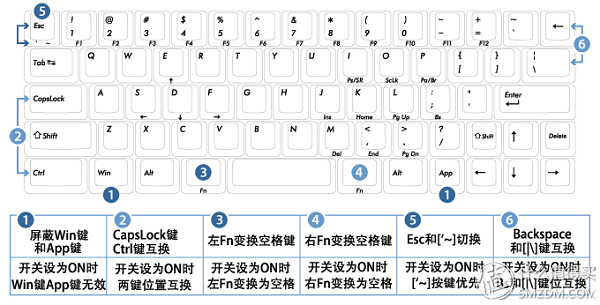 5
Esc ! @ # $ % ^ & * ( ) - + ~ ←
1 2 3 4 5 6 7 8 9 0 - = `
` ~ F1 F2 F3 F4 F5 F6 F7 F8 F9 F10 F11 F12
6
Tab Q W E R T Y U I O P { } ¦
[ ] \
↑ Ps/SR ScLk Pa/Br
CapsLock A S D F G H J K L : " Enter
; '
← ↓ → Ins Home Pg Up Bs
2
⇧ Shift Z X C V B N M < > ? ⇧ Shift ↑ Delete
, . /
Del End Pg Dn
Ctrl Win Alt 3 4 Alt App ← ↓ →
Fn Fn
1 1
1 2 3 4 5 6
屏蔽Win键
和App键
CapsLock键
Ctrl键互换
左Fn变换空格键
右Fn变换空格键
Esc和[’~]切换
Backspace
和[|\]键互换
开关设为ON时
Win键App键无效
开关设为ON时
两键位置互换
开关设为ON时
左Fn变换为空格
开关设为ON时
右Fn变换为空格
开关设为ON时
[’~]按键优先
开关设为ON时
Bs和[|\]键位互换
值 什么值得买
SMZDM.COM